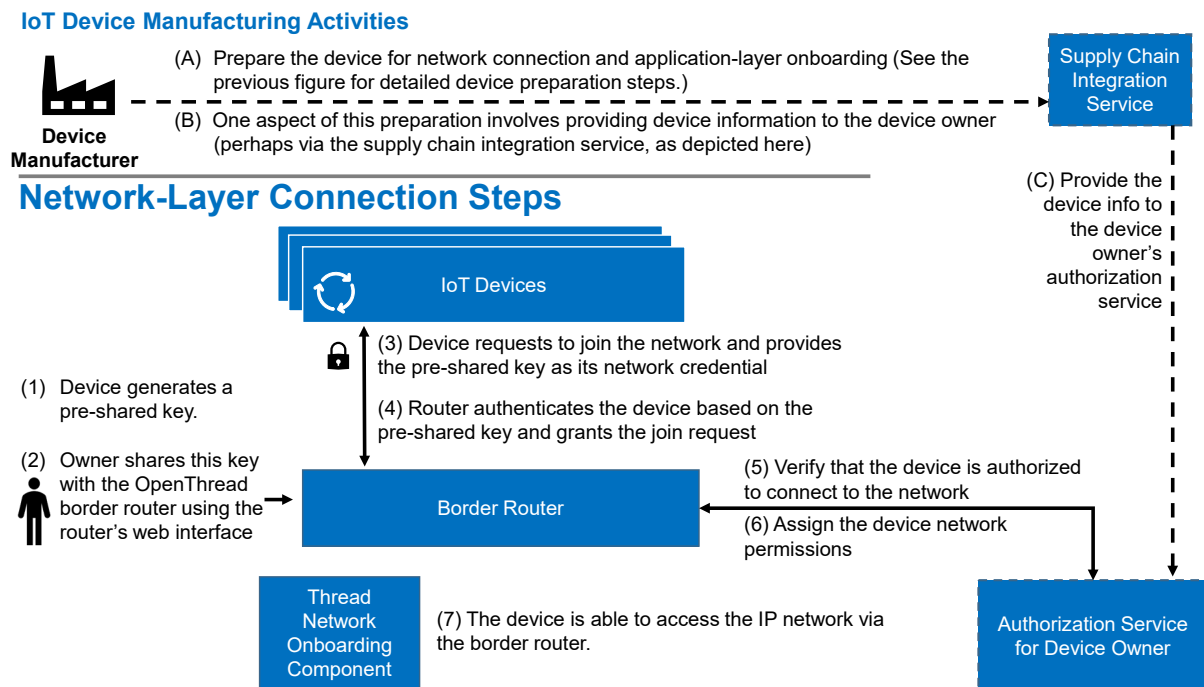 IoT Device Manufacturing Activities
(A) Prepare the device for network connection and application-layer onboarding (See the
previous figure for detailed device preparation steps.)
Supply Chain
Integration
Service
Device
Manufacturer
(B) One aspect of this preparation involves providing device information to the device owner
(perhaps via the supply chain integration service, as depicted here)
(C) Provide the
device info to
the device
owner's
authorization
service
Network-Layer Connection Steps
IoT Devices
(3) Device requests to join the network and provides
the pre-shared key as its network credential
(1) Device generates a
pre-shared key.
(4) Router authenticates the device based on the
pre-shared key and grants the join request
(2) Owner shares this key
with the OpenThread
border router using the
router's web interface
Border Router
(5) Verify that the device is authorized
to connect to the network
(6) Assign the device network
permissions
Thread
Network
Onboarding
Component
(7) The device is able to access the IP network via
the border router.
Authorization Service
for Device Owner